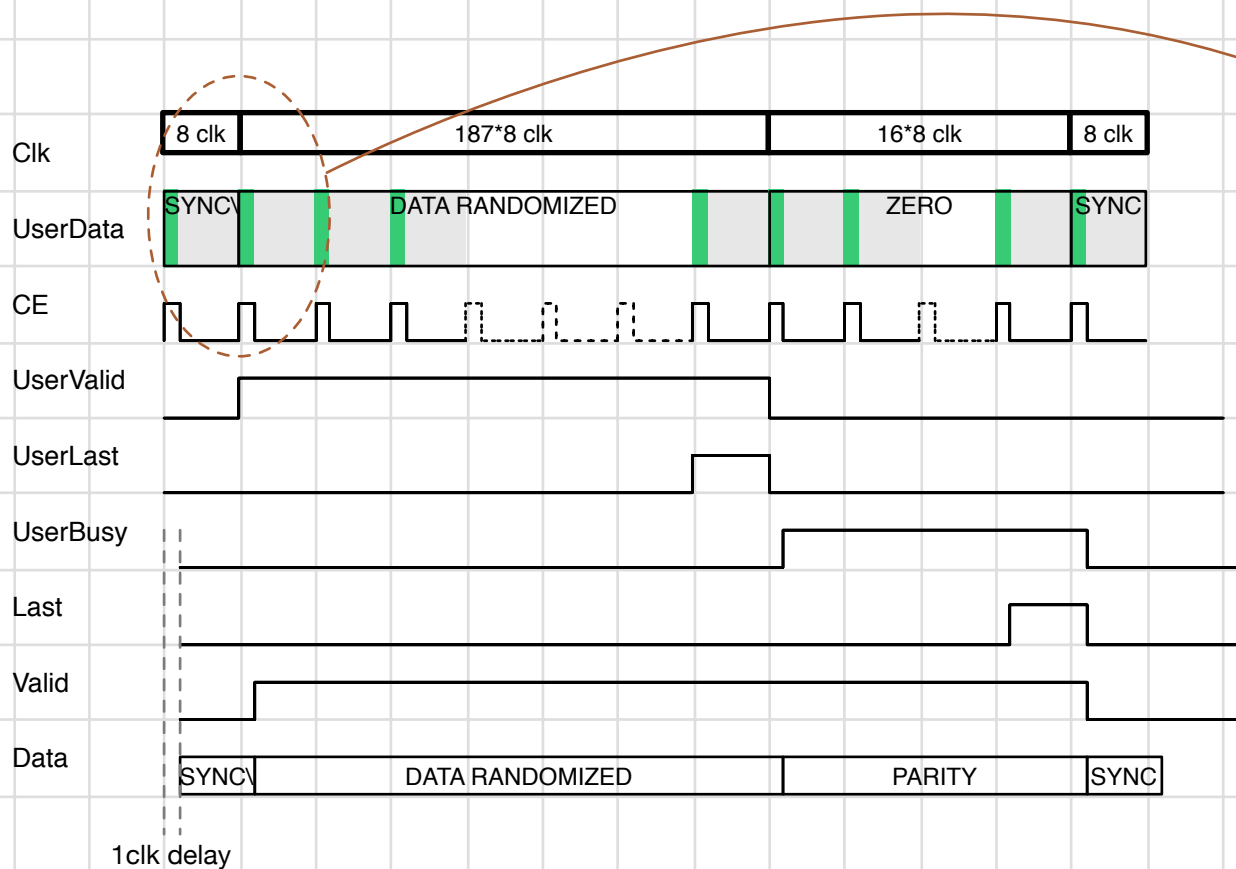 8 clk 187*8 clk 16*8 clk 8 clk
Clk
SYNC\ DATA RANDOMIZED ZERO SYNC
UserData
CE
UserValid
UserLast
UserBusy
Last
Valid
Data
SYNC\ DATA RANDOMIZED PARITY SYNC
1clk delay